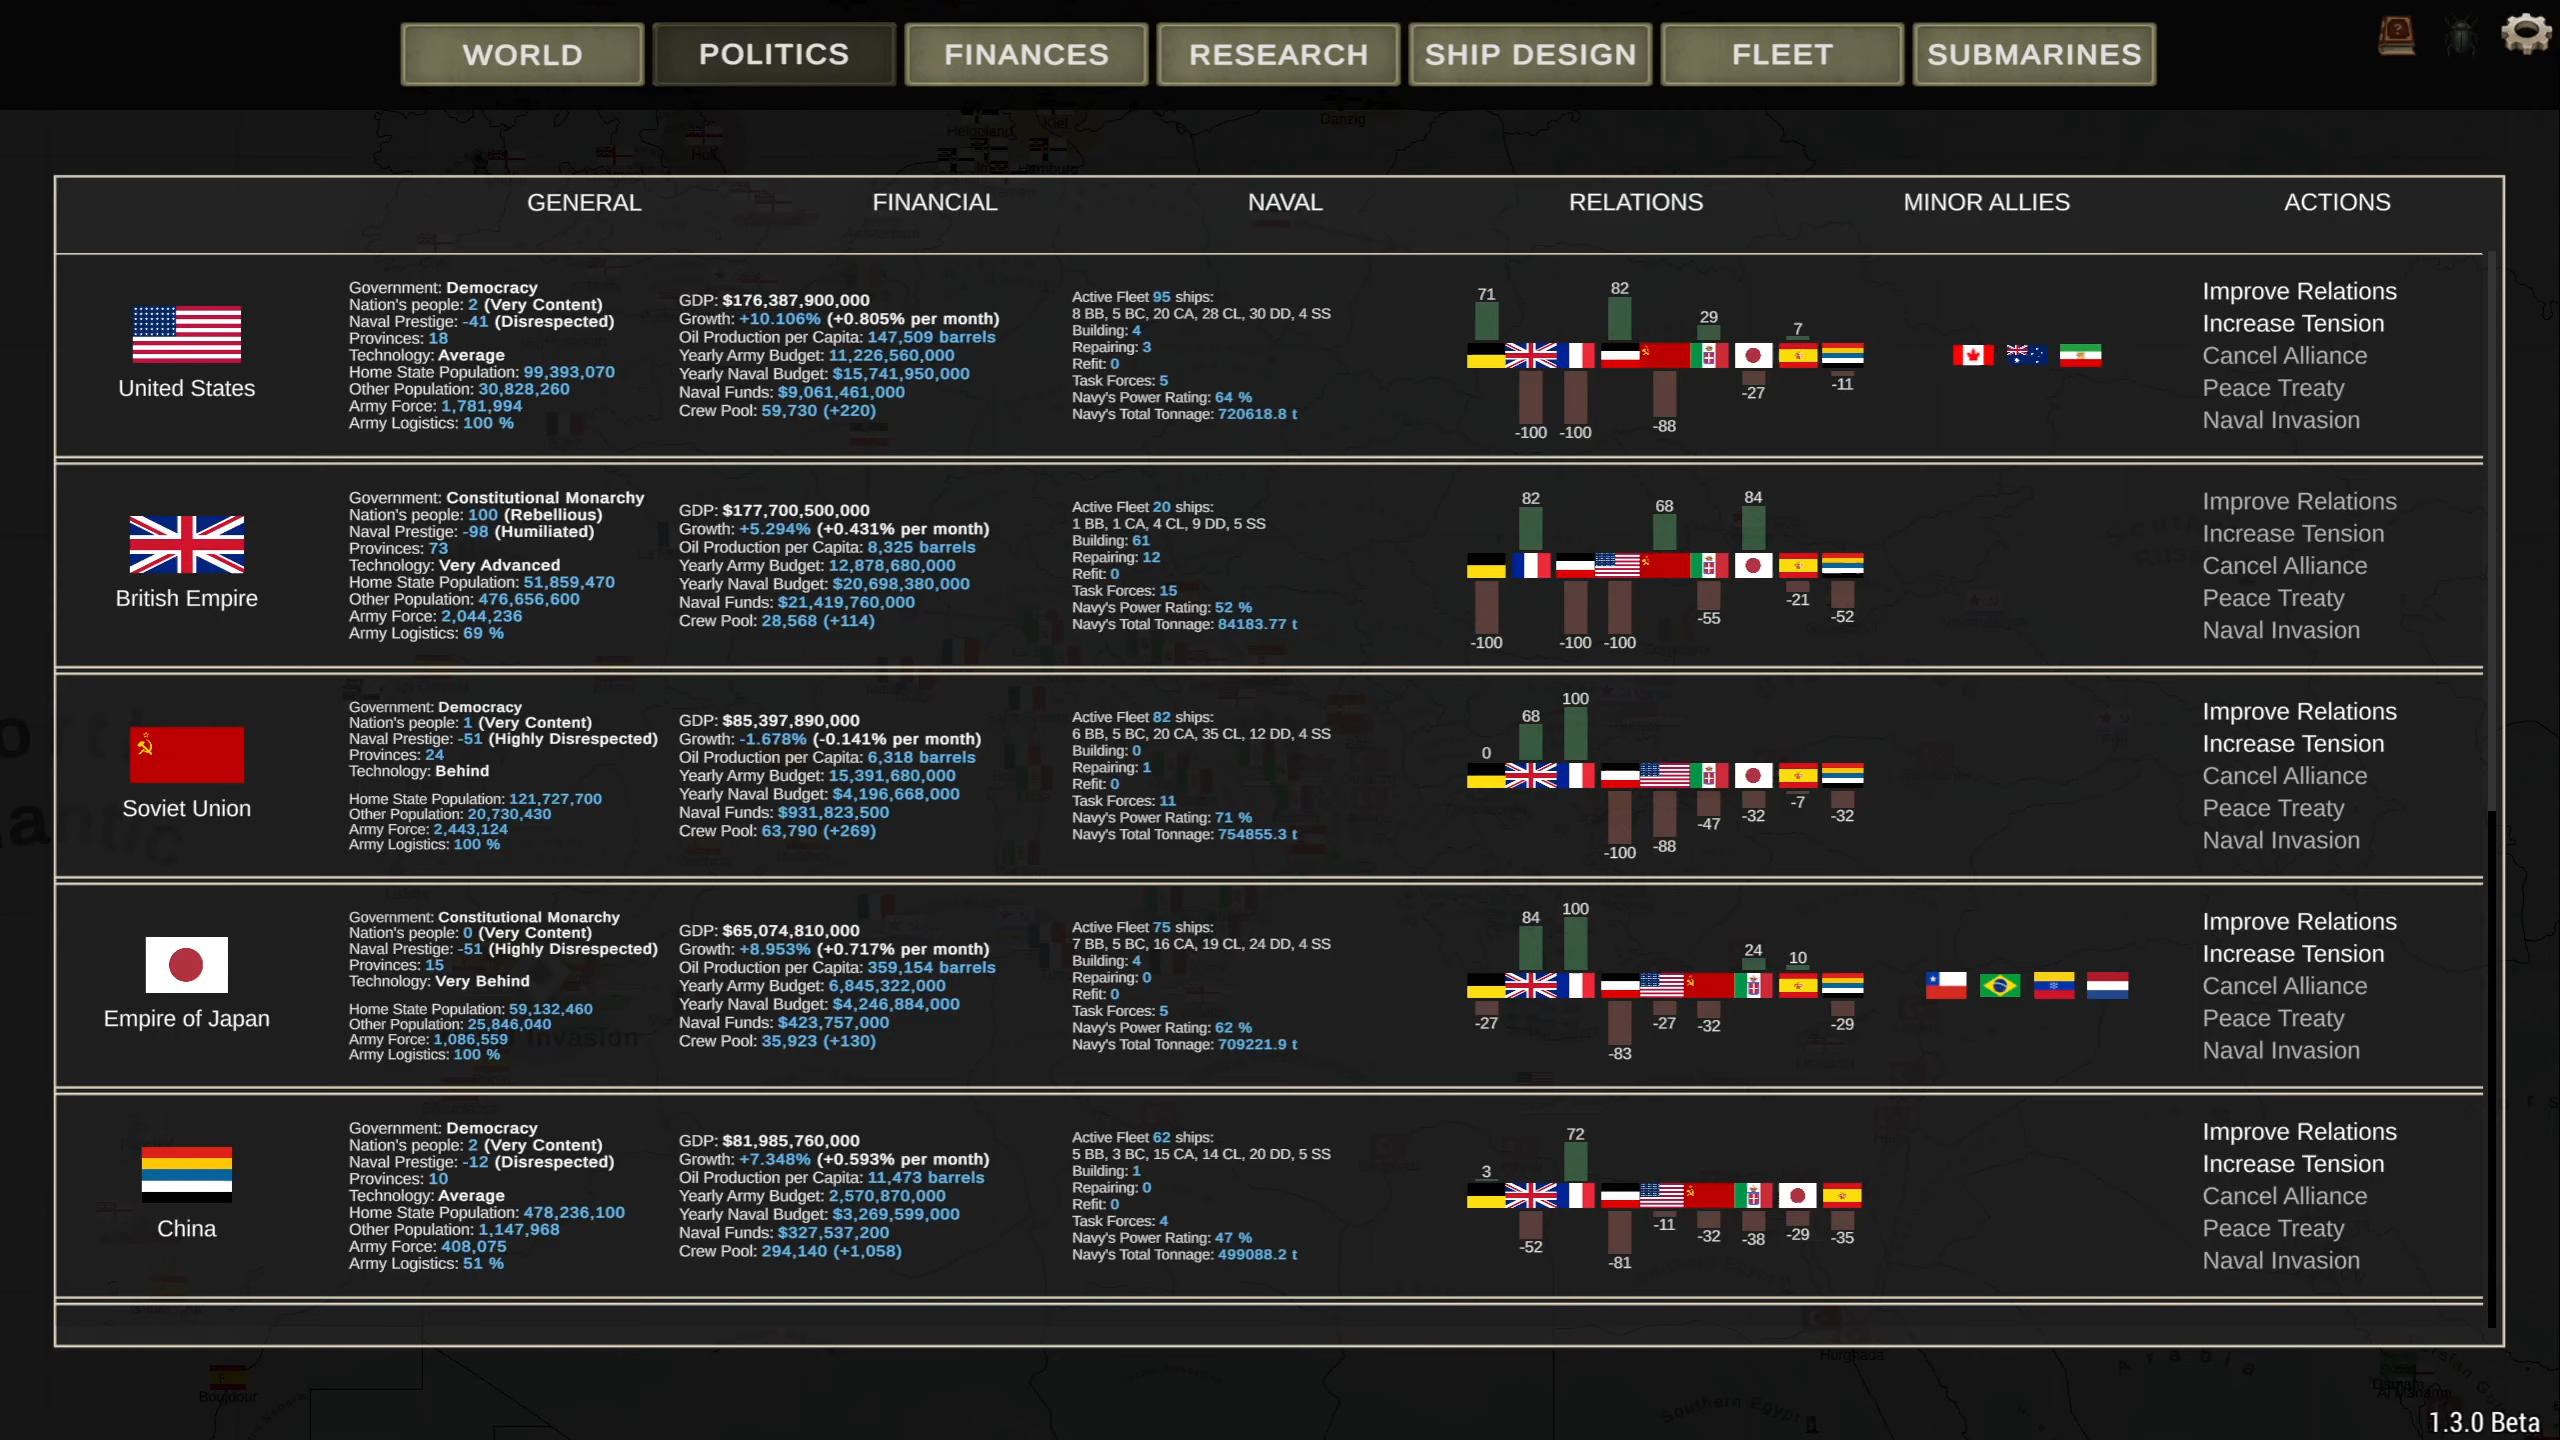 WORLD
POLITICS
FINANCES
RESEARCH
SHIP DESIGN
FLEET
SUBMARINES
Helgoland
Kiel
Danzig
Hull
Hamburg
GENERAL
FINANCIAL
NAVAL
RELATIONS
MINOR ALLIES
ACTIONS
United States
Government: Democracy
Nation's people: 2 (Very Content)
Naval Prestige: -41 (Disrespected)
Provinces: 18
Technology: Average
Home State Population: 99,393,070
Other Population: 30,828,260
Army Force: 1,781,994
Army Logistics: 100 %
GDP: $176,387,900,000
Growth: +10.106% (+0.805% per month)
Oil Production per Capita: 147,509 barrels
Yearly Army Budget: 11,226,560,000
Yearly Naval Budget: $15,741,950,000
Naval Funds: $9,061,461,000
Crew Pool: 59,730 (+220)
Active Fleet 95 ships:
8 BB, 5 BC, 20 CA, 28 CL, 30 DD, 4 SS
Building: 4
Repairing: 3
Refit: 0
Task Forces: 5
Navy's Power Rating: 64 %
Navy's Total Tonnage: 720618.8 t
71
82
29
7
-100
-100
-88
-27
-11
Improve Relations
Increase Tension
Cancel Alliance
Peace Treaty
Naval Invasion
British Empire
Government: Constitutional Monarchy
Nation's people: 100 (Rebellious)
Naval Prestige: -98 (Humiliated)
Provinces: 73
Technology: Very Advanced
Home State Population: 51,859,470
Other Population: 476,656,600
Army Force: 2,044,236
Army Logistics: 69 %
GDP: $177,700,500,000
Growth: +5.294% (+0.431% per month)
Oil Production per Capita: 8,325 barrels
Yearly Army Budget: 12,878,680,000
Yearly Naval Budget: $20,698,380,000
Naval Funds: $21,419,760,000
Crew Pool: 28,568 (+114)
Active Fleet 20 ships:
1 BB, 1 CA, 4 CL, 9 DD, 5 SS
Building: 61
Repairing: 12
Refit: 0
Task Forces: 15
Navy's Power Rating: 52 %
Navy's Total Tonnage: 84183.77 t
82
68
84
-100
-100
-100
-55
-21
-52
Improve Relations
Increase Tension
Cancel Alliance
Peace Treaty
Naval Invasion
Soviet Union
Government: Democracy
Nation's people: 1 (Very Content)
Naval Prestige: -51 (Highly Disrespected)
Provinces: 24
Technology: Behind
Home State Population: 121,727,700
Other Population: 20,730,430
Army Force: 2,443,124
Army Logistics: 100 %
GDP: $85,397,890,000
Growth: -1.678% (-0.141% per month)
Oil Production per Capita: 6,318 barrels
Yearly Army Budget: 15,391,680,000
Yearly Naval Budget: $4,196,668,000
Naval Funds: $931,823,500
Crew Pool: 63,790 (+269)
Active Fleet 82 ships:
6 BB, 5 BC, 20 CA, 35 CL, 12 DD, 4 SS
Building: 0
Repairing: 1
Refit: 0
Task Forces: 11
Navy's Power Rating: 71 %
Navy's Total Tonnage: 754855.3 t
0
68
100
-100
-88
-47
-32
-7
-32
Improve Relations
Increase Tension
Cancel Alliance
Peace Treaty
Naval Invasion
Empire of Japan
Government: Constitutional Monarchy
Nation's people: 0 (Very Content)
Naval Prestige: -51 (Highly Disrespected)
Provinces: 15
Technology: Very Behind
Home State Population: 59,132,460
Other Population: 25,846,040
Army Force: 1,086,559
Army Logistics: 100 %
GDP: $65,074,810,000
Growth: +8.953% (+0.717% per month)
Oil Production per Capita: 359,154 barrels
Yearly Army Budget: 6,845,322,000
Yearly Naval Budget: $4,246,884,000
Naval Funds: $423,757,000
Crew Pool: 35,923 (+130)
Active Fleet 75 ships:
7 BB, 5 BC, 16 CA, 19 CL, 24 DD, 4 SS
Building: 4
Repairing: 0
Refit: 0
Task Forces: 5
Navy's Power Rating: 62 %
Navy's Total Tonnage: 709221.9 t
84
100
24
10
-27
-83
-27
-32
-29
Improve Relations
Increase Tension
Cancel Alliance
Peace Treaty
Naval Invasion
China
Government: Democracy
Nation's people: 2 (Very Content)
Naval Prestige: -12 (Disrespected)
Provinces: 10
Technology: Average
Home State Population: 478,236,100
Other Population: 1,147,968
Army Force: 408,075
Army Logistics: 51 %
GDP: $81,985,760,000
Growth: +7.348% (+0.593% per month)
Oil Production per Capita: 11,473 barrels
Yearly Army Budget: 2,570,870,000
Yearly Naval Budget: $3,269,599,000
Naval Funds: $327,537,200
Crew Pool: 294,140 (+1,058)
Active Fleet 62 ships:
5 BB, 3 BC, 15 CA, 14 CL, 20 DD, 5 SS
Building: 1
Repairing: 0
Refit: 0
Task Forces: 4
Navy's Power Rating: 47 %
Navy's Total Tonnage: 499088.2 t
3
72
-52
-81
-11
-32
-38
-29
-35
Improve Relations
Increase Tension
Cancel Alliance
Peace Treaty
Naval Invasion
Boujdour
Hurghada
Arabia
Southern Egypt
1.3.0 Beta